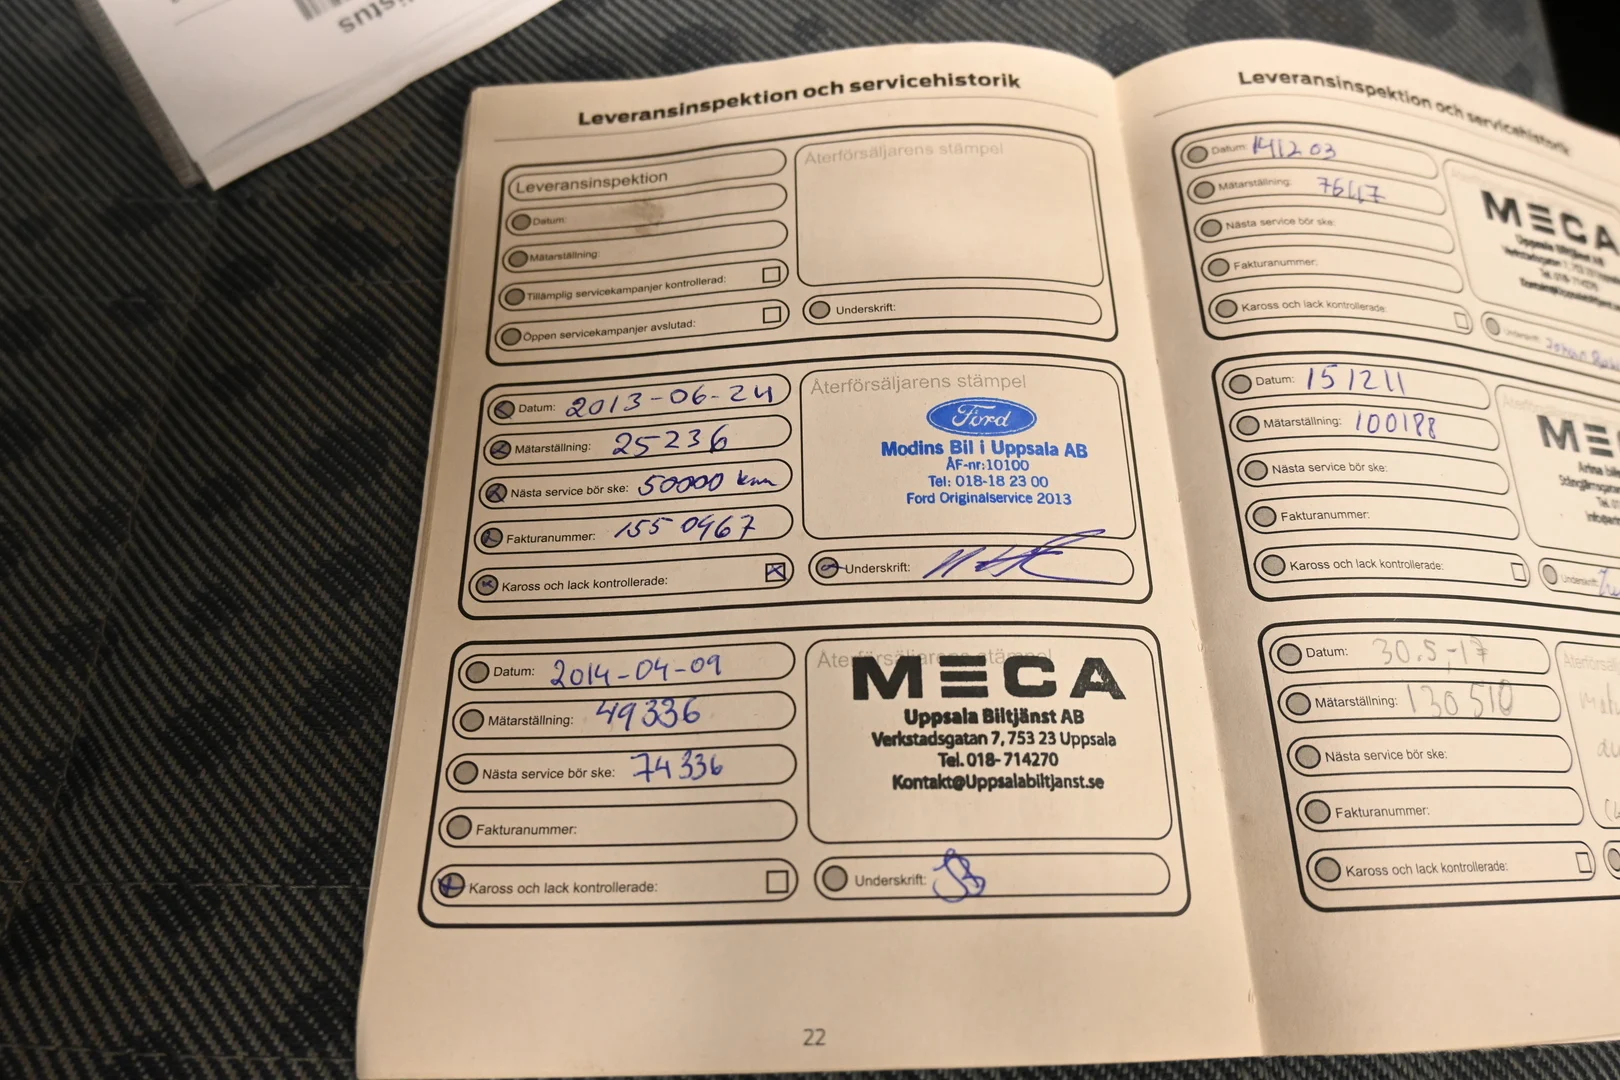 Leveransinspektion och servicehistorik
Leveransinspektion
Datum:
Mätarställning:
Tillämplig servicekampanjer kontrollerad:
Öppen servicekampanjer avslutad:
Återförsäljarens stämpel
Underskrift:
Datum: 2013-06-24
Mätarställning: 25236
Nästa service bör ske: 50000 km
Fakturanummer: 1550967
Kaross och lack kontrollerade:
Återförsäljarens stämpel
Ford
Modins Bil i Uppsala AB
ÅF-nr:10100
Tel: 018-18 23 00
Ford Originalservice 2013
Underskrift:
Datum: 2014-04-09
Mätarställning: 49336
Nästa service bör ske: 74336
Fakturanummer:
Kaross och lack kontrollerade:
Återförsäljarens stämpel
MECA
Uppsala Biltjänst AB
Verkstadsgatan 7, 753 23 Uppsala
Tel. 018-714270
Kontakt@Uppsalabiltjanst.se
Underskrift:
22
Leveransinspektion och servicehistorik
Datum: 141203
Mätarställning: 76147
Nästa service bör ske:
Fakturanummer:
Kaross och lack kontrollerade:
MECA
Underskrift: Johan
Datum: 151211
Mätarställning: 100188
Nästa service bör ske:
Fakturanummer:
Kaross och lack kontrollerade:
Underskrift:
Datum: 30.5,-17
Mätarställning: 130510
Nästa service bör ske:
Fakturanummer:
Kaross och lack kontrollerade: